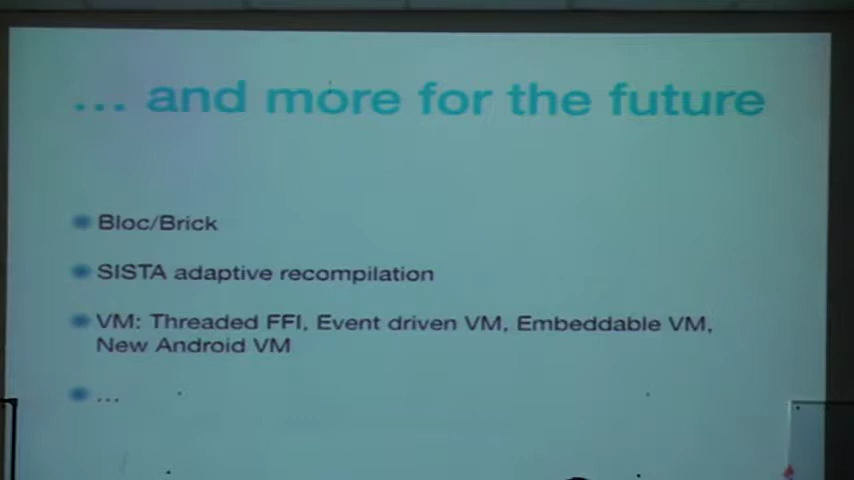 ... and more for the future
Bloc/Brick
SISTA adaptive recompilation
VM: Threaded FFI, Event driven VM, Embeddable VM,
New Android VM
...